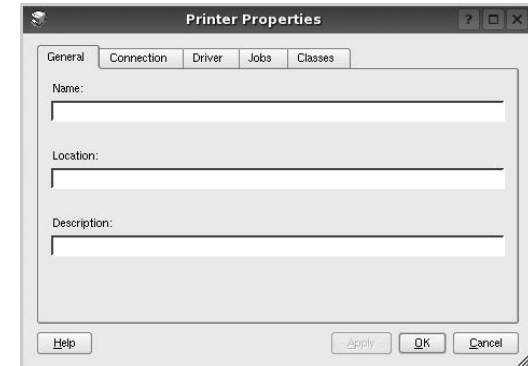 Printer Properties
General Connection Driver Jobs Classes
Name:
Location:
Description:
Help Apply OK Cancel